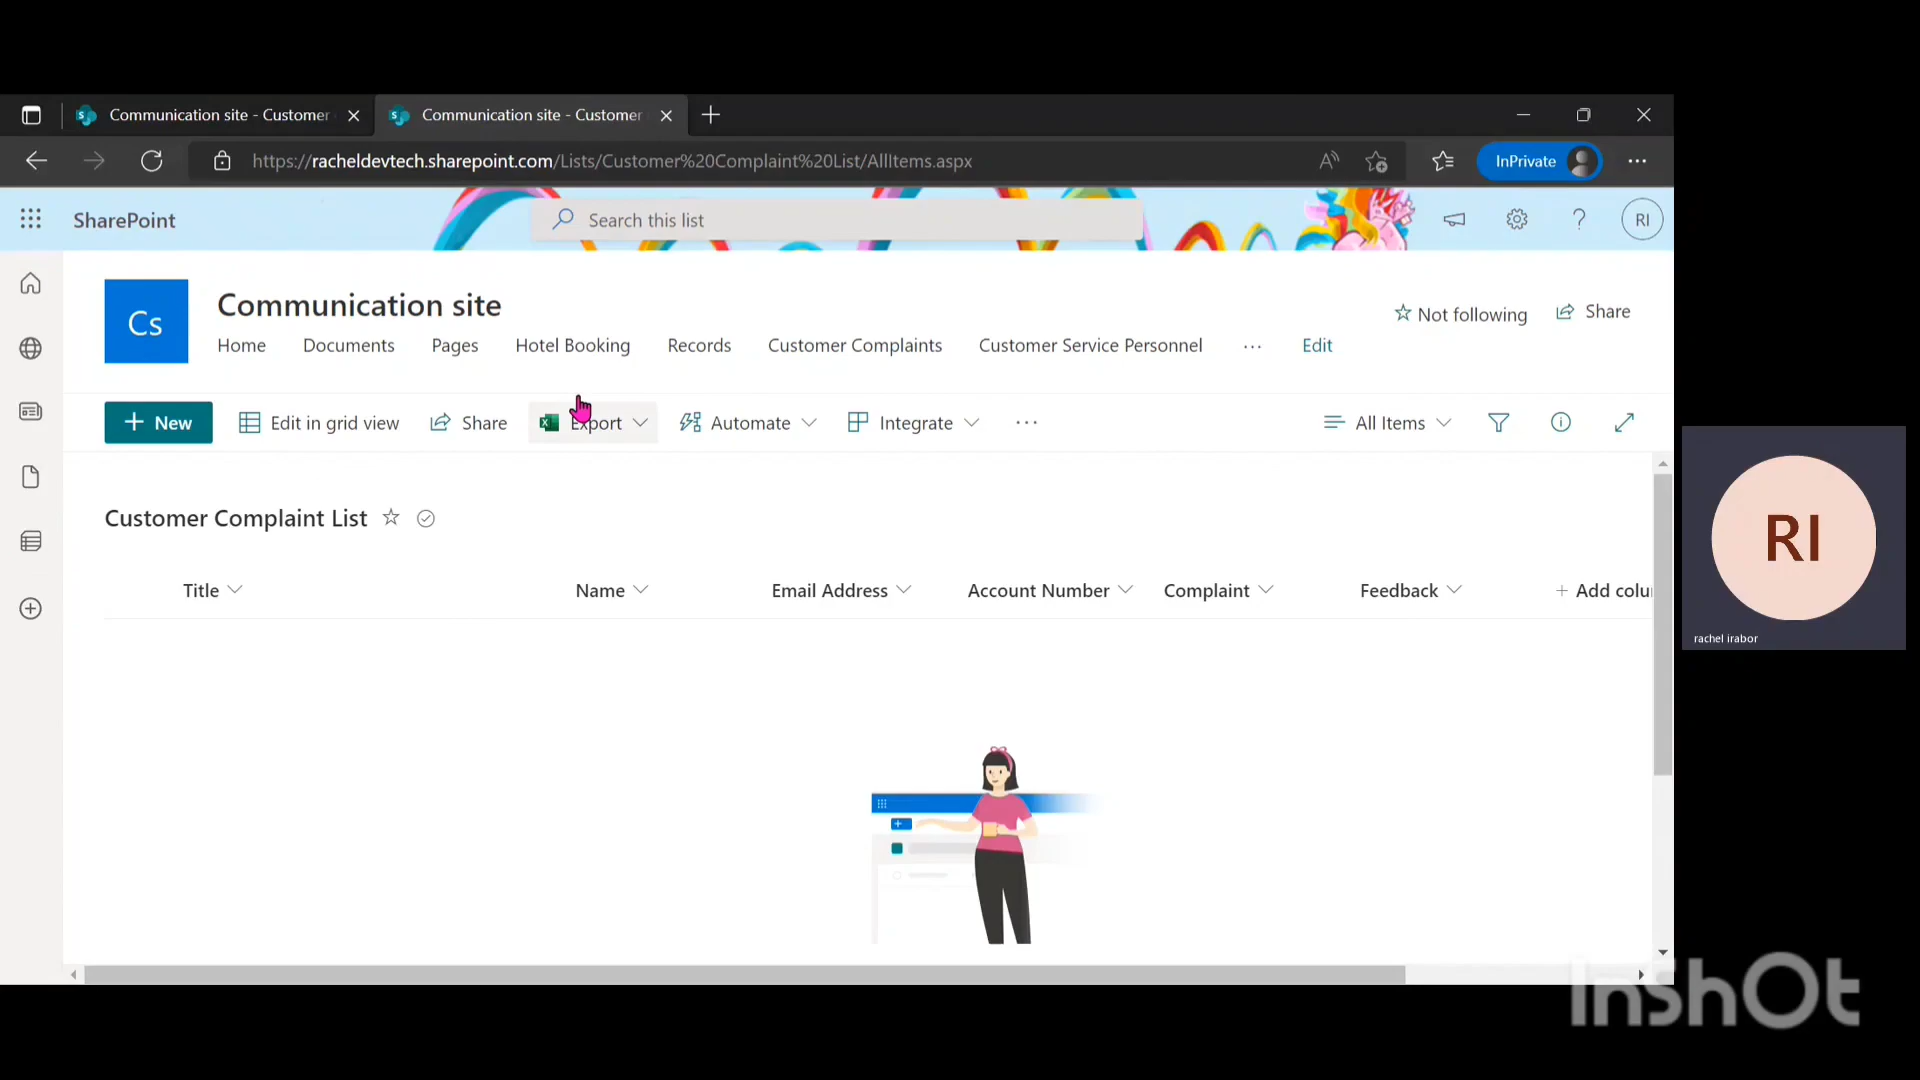 Communication site - Customer
Communication site - Customer
https://racheldevtech.sharepoint.com/Lists/Customer%20Complaint%20List/AllItems.aspx
InPrivate
SharePoint
Search this list
RI
Cs
Communication site
Not following
Share
Home Documents Pages Hotel Booking Records Customer Complaints Customer Service Personnel ... Edit
+ New Edit in grid view Share Export Automate Integrate ... All Items
Customer Complaint List
Title Name Email Address Account Number Complaint Feedback + Add colu
RI
rachel irabor
InShOt